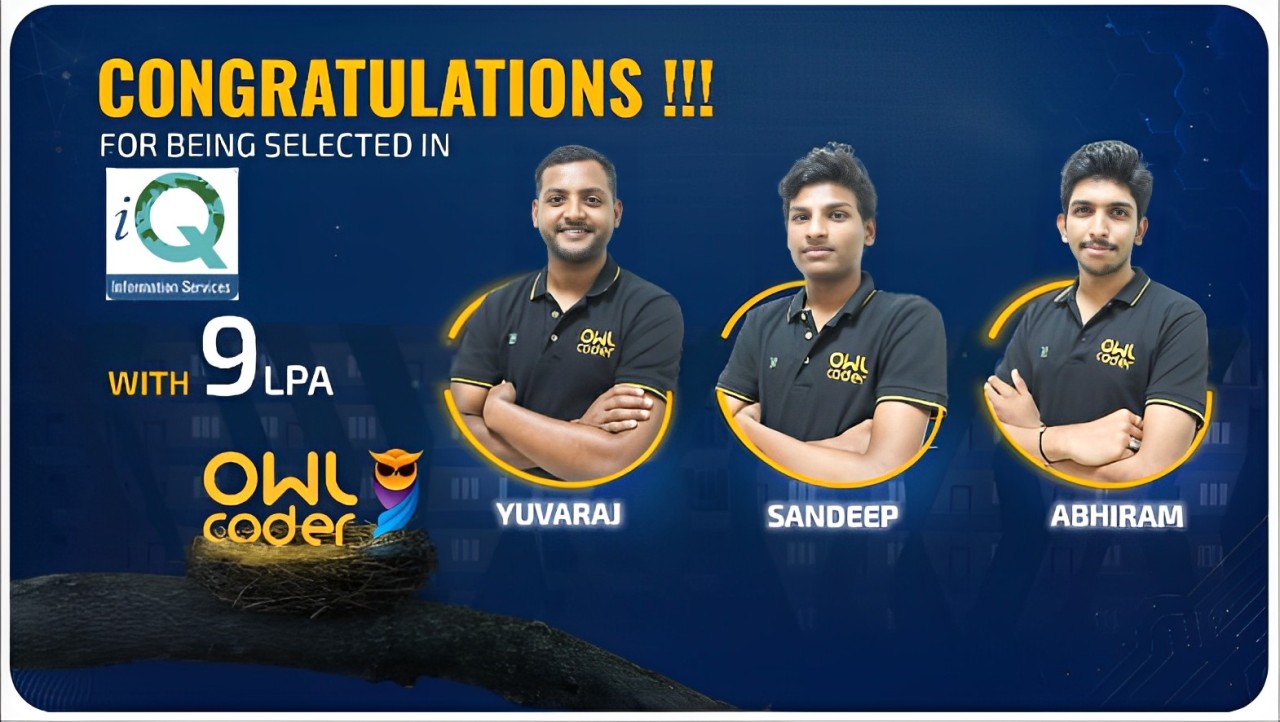 CONGRATULATIONS !!!
FOR BEING SELECTED IN
iQ
Information Services
WITH 9 LPA
OWL
coder
OWL
coder
OWL
coder
OWL
coder
YUVARAJ
SANDEEP
ABHIRAM